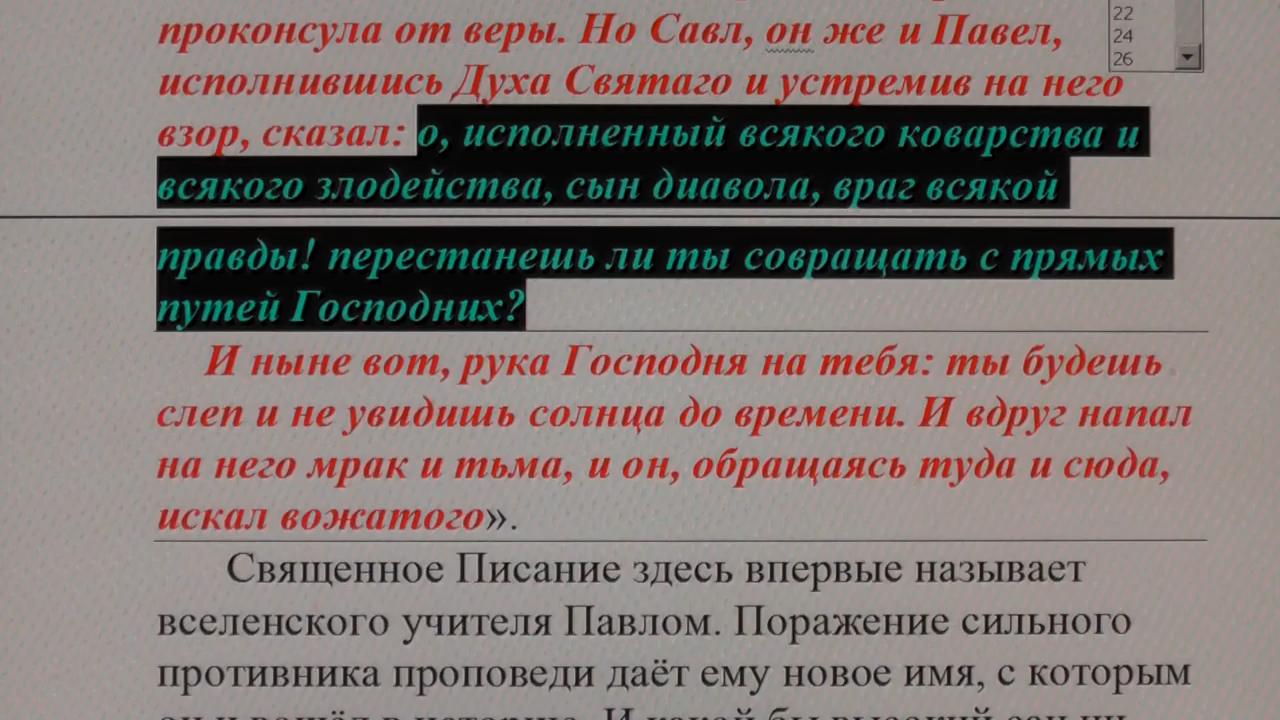 22
24
26
проконсула от веры. Но Савл, он же и Павел,
исполнившись Духа Святаго и устремив на него
взор, сказал: о, исполненный всякого коварства и
всякого злодейства, сын диавола, враг всякой
правды! перестанешь ли ты совращать с прямых
путей Господних?
И ныне вот, рука Господня на тебя: ты будешь
слеп и не увидишь солнца до времени. И вдруг напал
на него мрак и тьма, и он, обращаясь туда и сюда,
искал вожатого».
Священное Писание здесь впервые называет
вселенского учителя Павлом. Поражение сильного
противника проповеди даёт ему новое имя, с которым